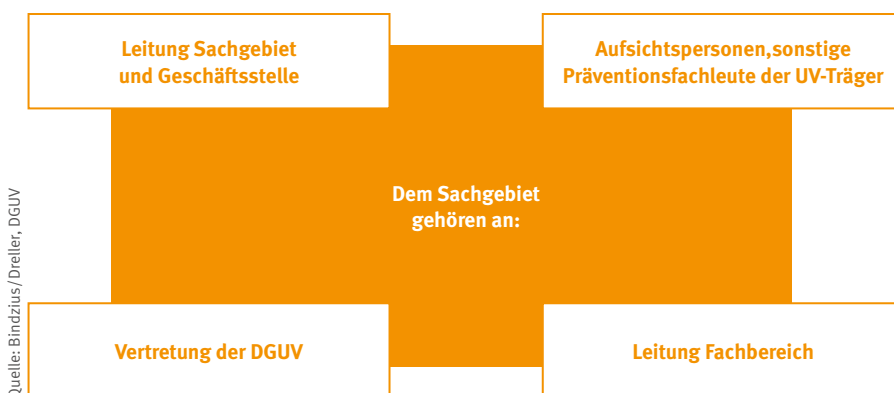 Leitung Sachgebiet
und Geschäftsstelle
Aufsichtspersonen,sonstige
Präventionsfachleute der UV-Träger
Dem Sachgebiet
gehören an:
Vertretung der DGUV
Leitung Fachbereich
Quelle: Bindzius/Dreller, DGUV